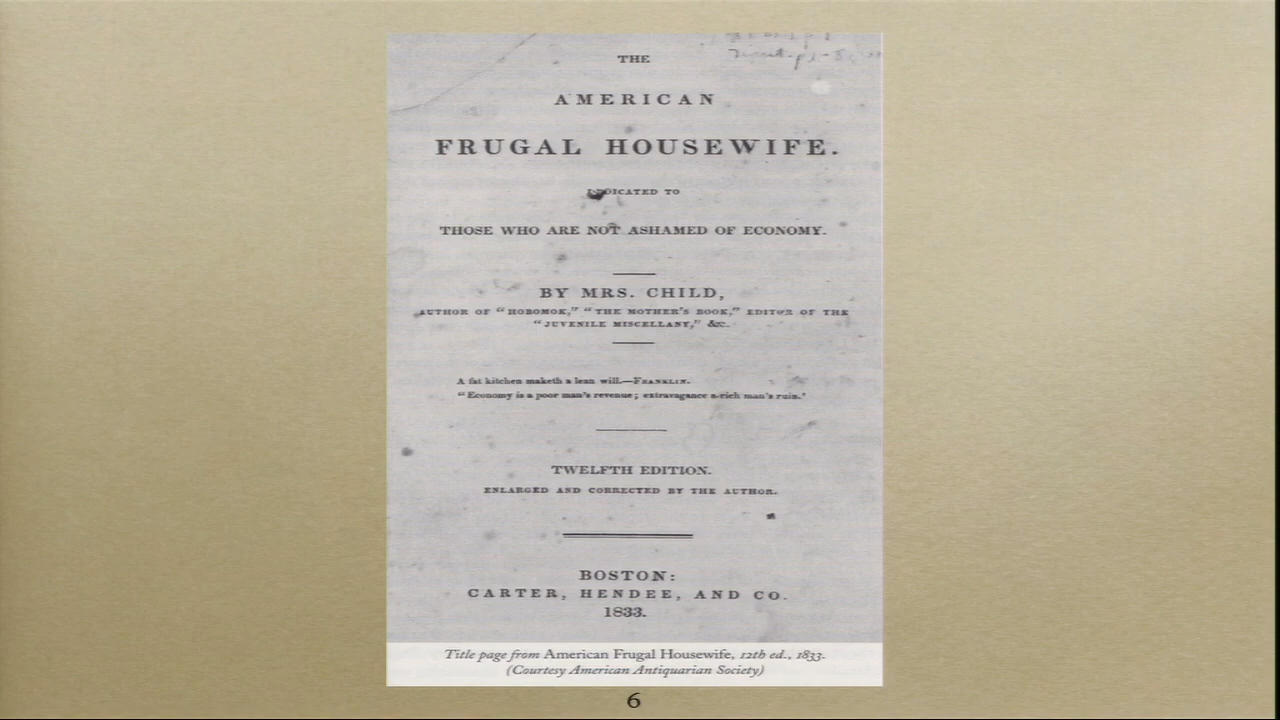 THE
AMERICAN
FRUGAL HOUSEWIFE.
DEDICATED TO
THOSE WHO ARE NOT ASHAMED OF ECONOMY.
BY MRS. CHILD,
AUTHOR OF "HOBOMOK," "THE MOTHER'S BOOK," EDITOR OF THE
"JUVENILE MISCELLANY," &c.
A fat kitchen maketh a lean will.—FRANKLIN.
"Economy is a poor man's revenue; extravagance a rich man's ruin.'
TWELFTH EDITION.
ENLARGED AND CORRECTED BY THE AUTHOR.
BOSTON:
CARTER, HENDEE, AND CO.
1833.
Title page from American Frugal Housewife, 12th ed., 1833.
(Courtesy American Antiquarian Society)
6